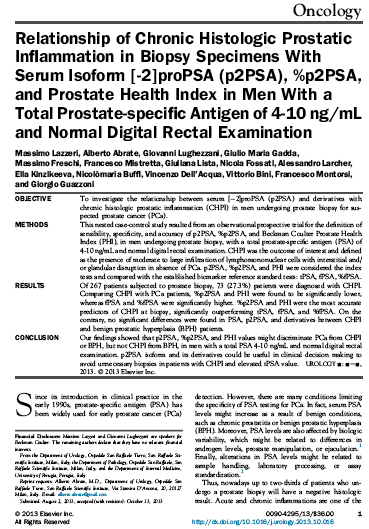 Oncology
Relationship of Chronic Histologic Prostatic
Inflammation in Biopsy Specimens With
Serum Isoform [-2]proPSA (p2PSA), %p2PSA,
and Prostate Health Index in Men With a
Total Prostate-specific Antigen of 4-10 ng/mL
and Normal Digital Rectal Examination
Massimo Lazzeri, Alberto Abrate, Giovanni Lughezzani, Giulio Maria Gadda,
Massimo Freschi, Francesco Mistretta, Giuliana Lista, Nicola Fossati, Alessandro Larcher,
Ella Kinzikeeva, Nicolòmaria Buffi, Vincenzo Dell'Acqua, Vittorio Bini, Francesco Montorsi,
and Giorgio Guazzoni
OBJECTIVE To investigate the relationship between serum [−2]proPSA (p2PSA) and derivatives with
chronic histologic prostatic inflammation (CHPI) in men undergoing prostate biopsy for sus-
pected prostate cancer (PCa).
METHODS This nested case-control study resulted from an observational prospective trial for the definition of
sensibility, specificity, and accuracy of p2PSA, %p2PSA, and Beckman Coulter Prostate Health
Index (PHI), in men undergoing prostate biopsy, with a total prostate-specific antigen (PSA) of
4-10 ng/mL and normal digital rectal examination. CHPI was the outcome of interest and defined
as the presence of moderate to large infiltration of lymphomononuclear cells with interstitial and/
or glandular disruption in absence of PCa. p2PSA, %p2PSA, and PHI were considered the index
tests and compared with the established biomarker reference standard tests: tPSA, fPSA, %fPSA.
RESULTS Of 267 patients subjected to prostate biopsy, 73 (27.3%) patients were diagnosed with CHPI.
Comparing CHPI with PCa patients, %p2PSA and PHI were found to be significantly lower,
whereas fPSA and %fPSA were significantly higher. %p2PSA and PHI were the most accurate
predictors of CHPI at biopsy, significantly outperforming tPSA, fPSA, and %fPSA. On the
contrary, no significant differences were found in PSA, p2PSA, and derivatives between CHPI
and benign prostatic hyperplasia (BPH) patients.
CONCLUSION Our findings showed that p2PSA, %p2PSA, and PHI values might discriminate PCa from CHPI
or BPH, but not CHPI from BPH, in men with a total PSA 4-10 ng/mL and normal digital rectal
examination. p2PSA isoform and its derivatives could be useful in clinical decision making to
avoid unnecessary biopsies in patients with CHPI and elevated tPSA value. UROLOGY ■: ■–■,
2013. © 2013 Elsevier Inc.
Since its introduction in clinical practice in the
early 1990s, prostate-specific antigen (PSA) has
been widely used for early prostate cancer (PCa)
Financial Disclosure: Massimo Lazzeri and Giorgio Guazzoni are speakers for
Beckman Coulter. The remaining authors declare that they have no relevant financial
interests.
From the Department of Urology, Ospedale San Raffaele Turro, San Raffaele Sci-
entific Institute, Milan, Italy; the Department of Pathology, Ospedale San Raffaele, San
Raffaele Scientific Institute, Milan, Italy; and the Department of Internal Medicine,
University of Perugia, Perugia, Italy
Reprint requests: Alberto Abrate, M.D., Department of Urology, Ospedale San Raffaele
Turro, San Raffaele Scientific Institute, Via Stamira D'Ancona, 20, 20127
Milan, Italy. E-mail: alberto.abrate@gmail.com
Submitted: August 2, 2013, accepted (with revisions): October 13, 2013
detection. However, there are many conditions limiting
the specificity of PSA testing for PCa. In fact, serum PSA
levels might increase as a result of benign conditions,
such as chronic prostatitis or benign prostatic hyperplasia
(BPH). Moreover, PSA levels are also affected by biologic
variability, which might be related to differences in
androgen levels, prostate manipulation, or ejaculation.1
Finally, alterations in PSA levels might be related to
sample handling, laboratory processing, or assay
standardization.2
Thus, nowadays up to two-thirds of patients who un-
dergo a prostate biopsy will have a negative histologic
result. Acute and chronic inflammations are one of the
© 2013 Elsevier Inc.
All Rights Reserved
0090-4295/13/$36.00 1
http://dx.doi.org/10.1016/j.urology.2013.10.016